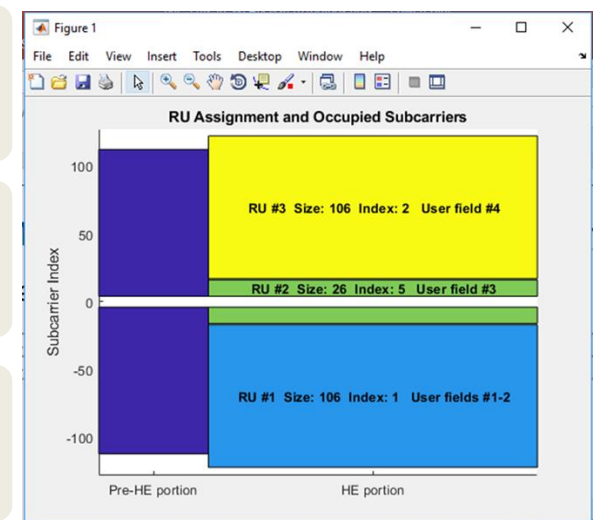 Figure 1
File Edit View Insert Tools Desktop Window Help
RU Assignment and Occupied Subcarriers
100
50
0
-50
-100
Subcarrier Index
RU #3 Size: 106 Index: 2 User field #4
RU #2 Size: 26 Index: 5 User field #3
RU #1 Size: 106 Index: 1 User fields #1-2
Pre-HE portion HE portion